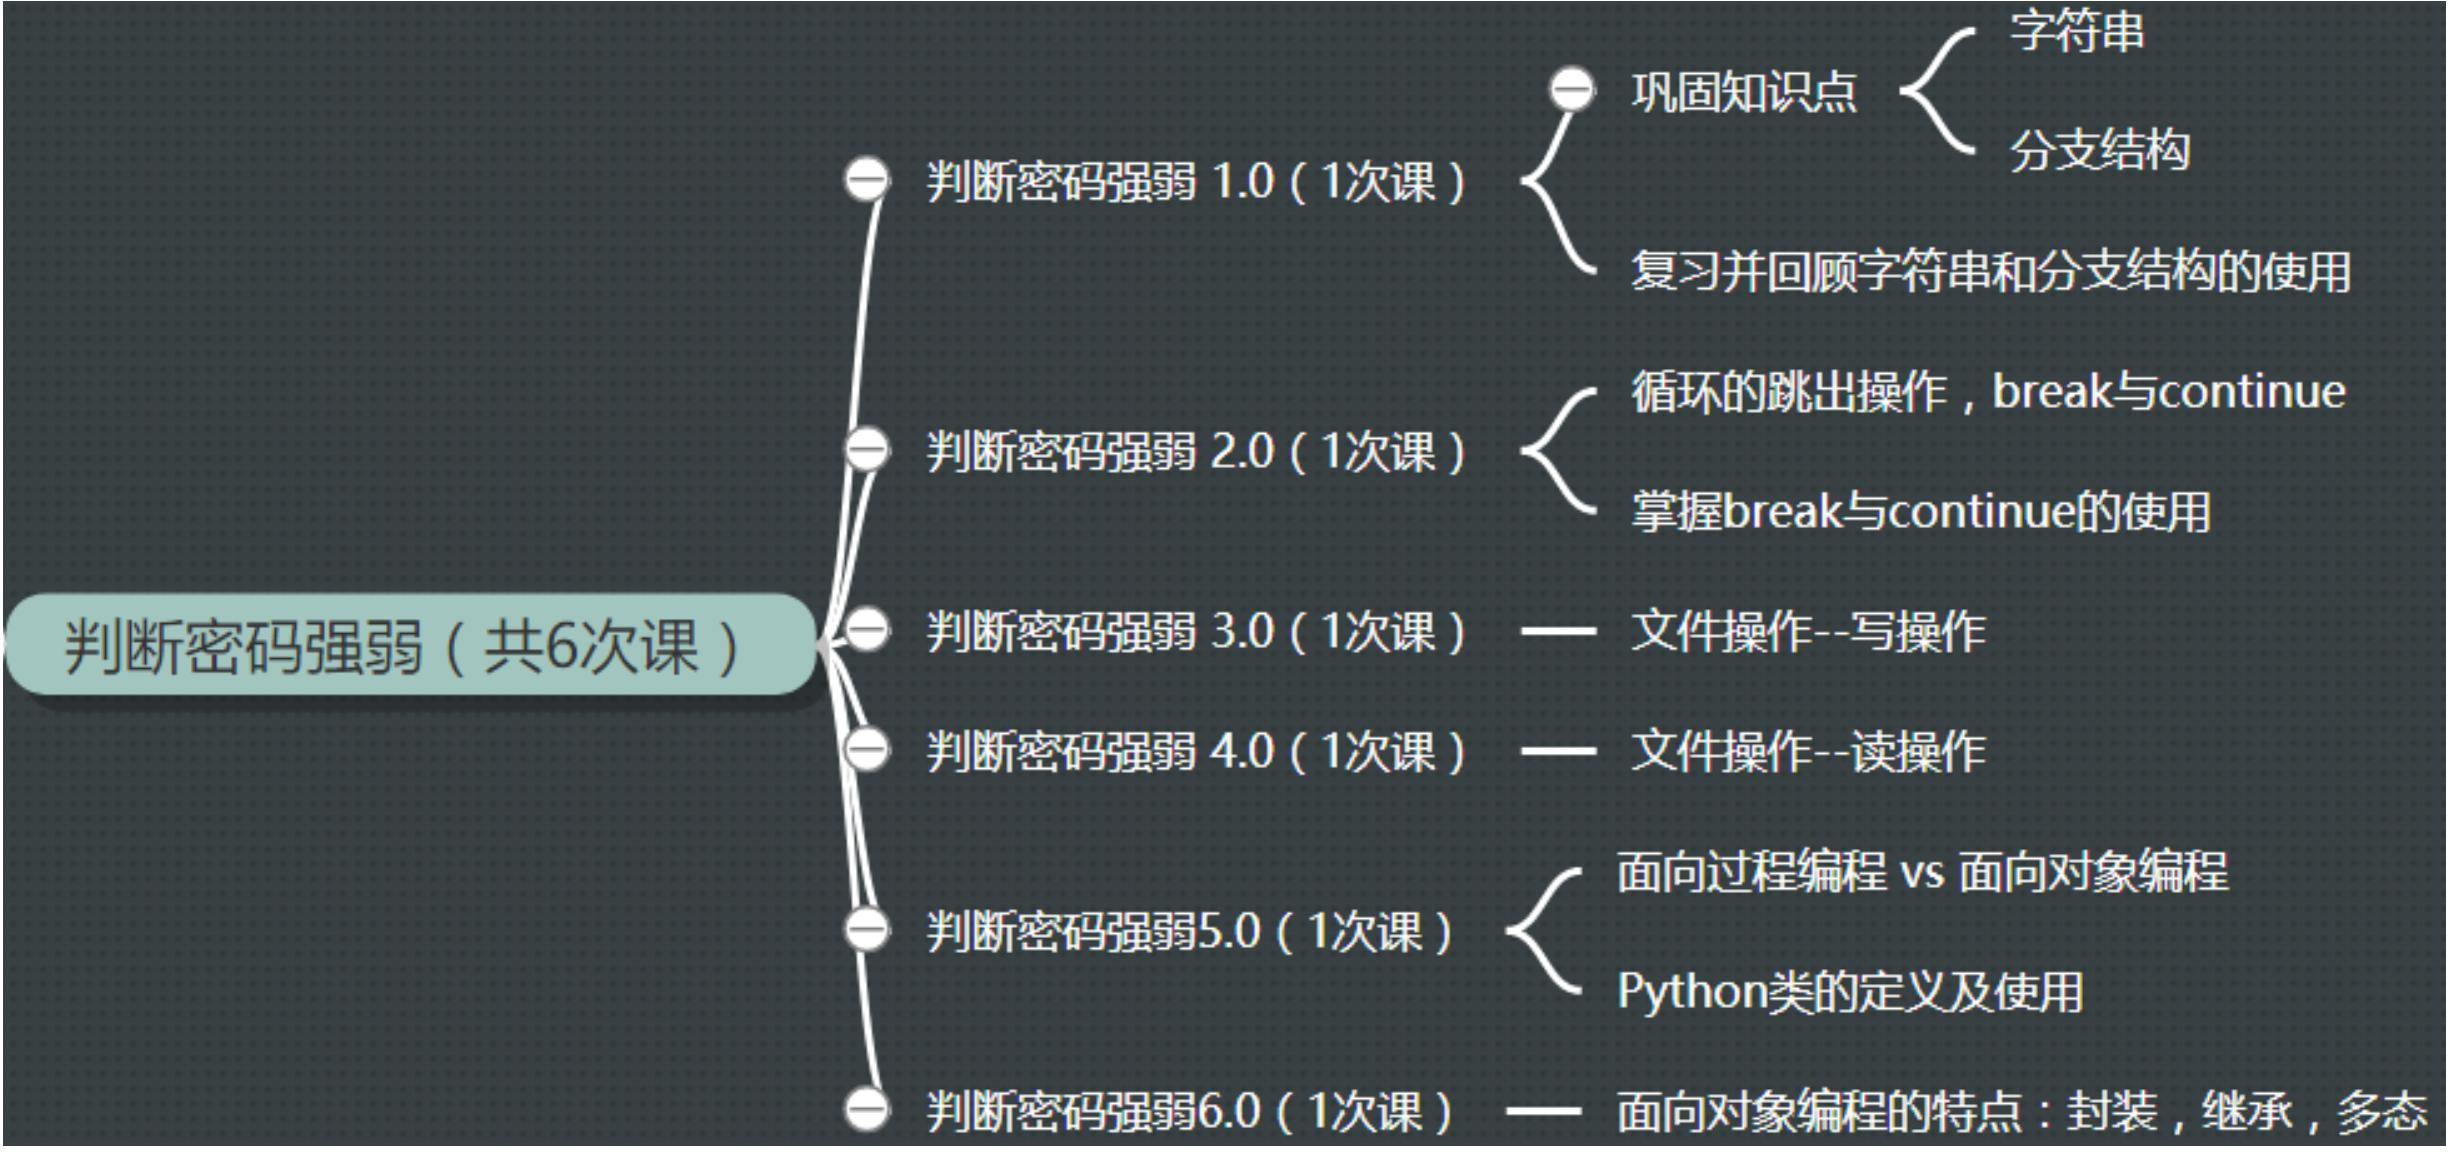 字符串
巩固知识点
分支结构
判断密码强弱 1.0（1次课）
复习并回顾字符串和分支结构的使用
循环的跳出操作，break与continue
判断密码强弱 2.0（1次课）
掌握break与continue的使用
判断密码强弱（共6次课）
判断密码强弱 3.0（1次课）
文件操作--写操作
判断密码强弱 4.0（1次课）
文件操作--读操作
面向过程编程 vs 面向对象编程
判断密码强弱5.0（1次课）
Python类的定义及使用
判断密码强弱6.0（1次课）
面向对象编程的特点：封装，继承，多态